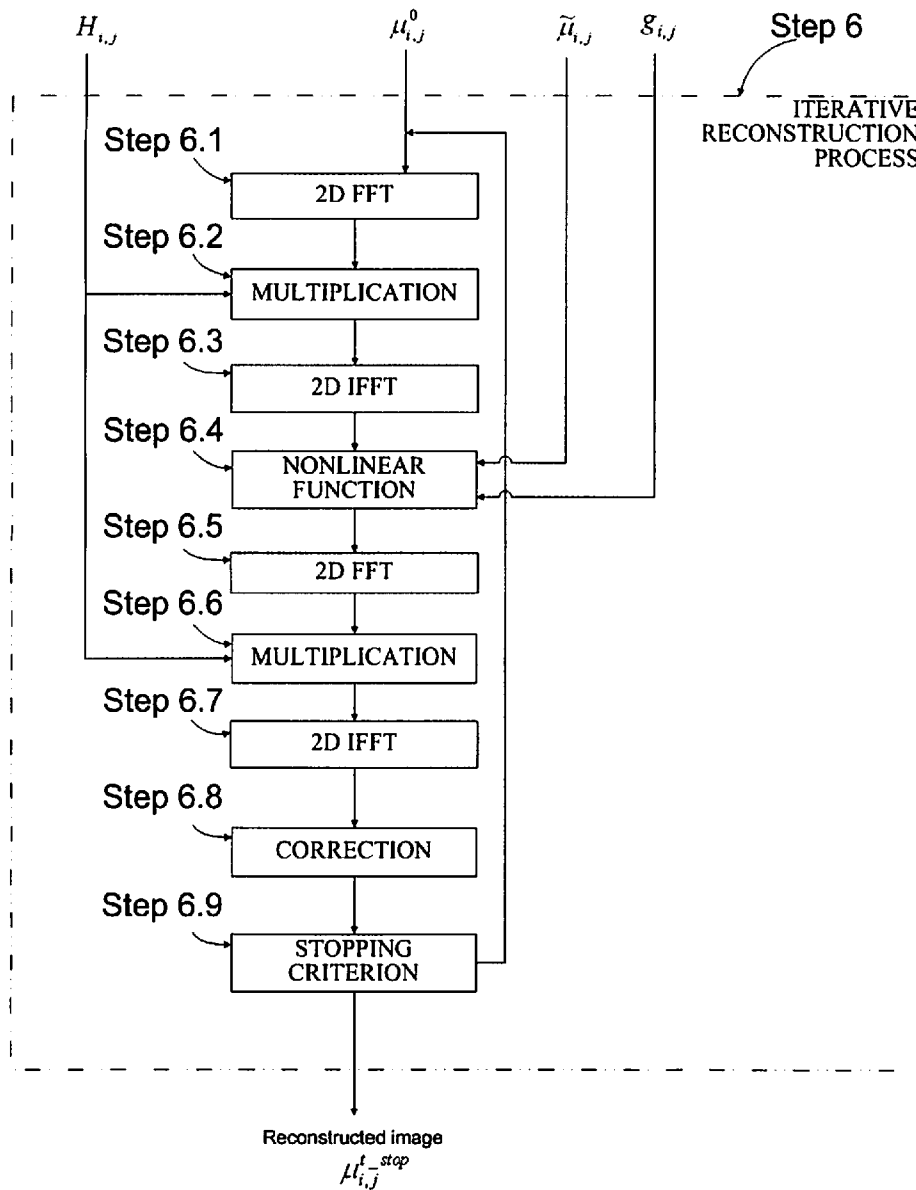 H_{i,j} μ^0_{i,j} μ̃_{i,j} g_{i,j} Step 6
ITERATIVE
RECONSTRUCTION
PROCESS
Step 6.1
2D FFT
Step 6.2
MULTIPLICATION
Step 6.3
2D IFFT
Step 6.4
NONLINEAR
FUNCTION
Step 6.5
2D FFT
Step 6.6
MULTIPLICATION
Step 6.7
2D IFFT
Step 6.8
CORRECTION
Step 6.9
STOPPING
CRITERION
Reconstructed image
μ^{t_stop}_{i,j}